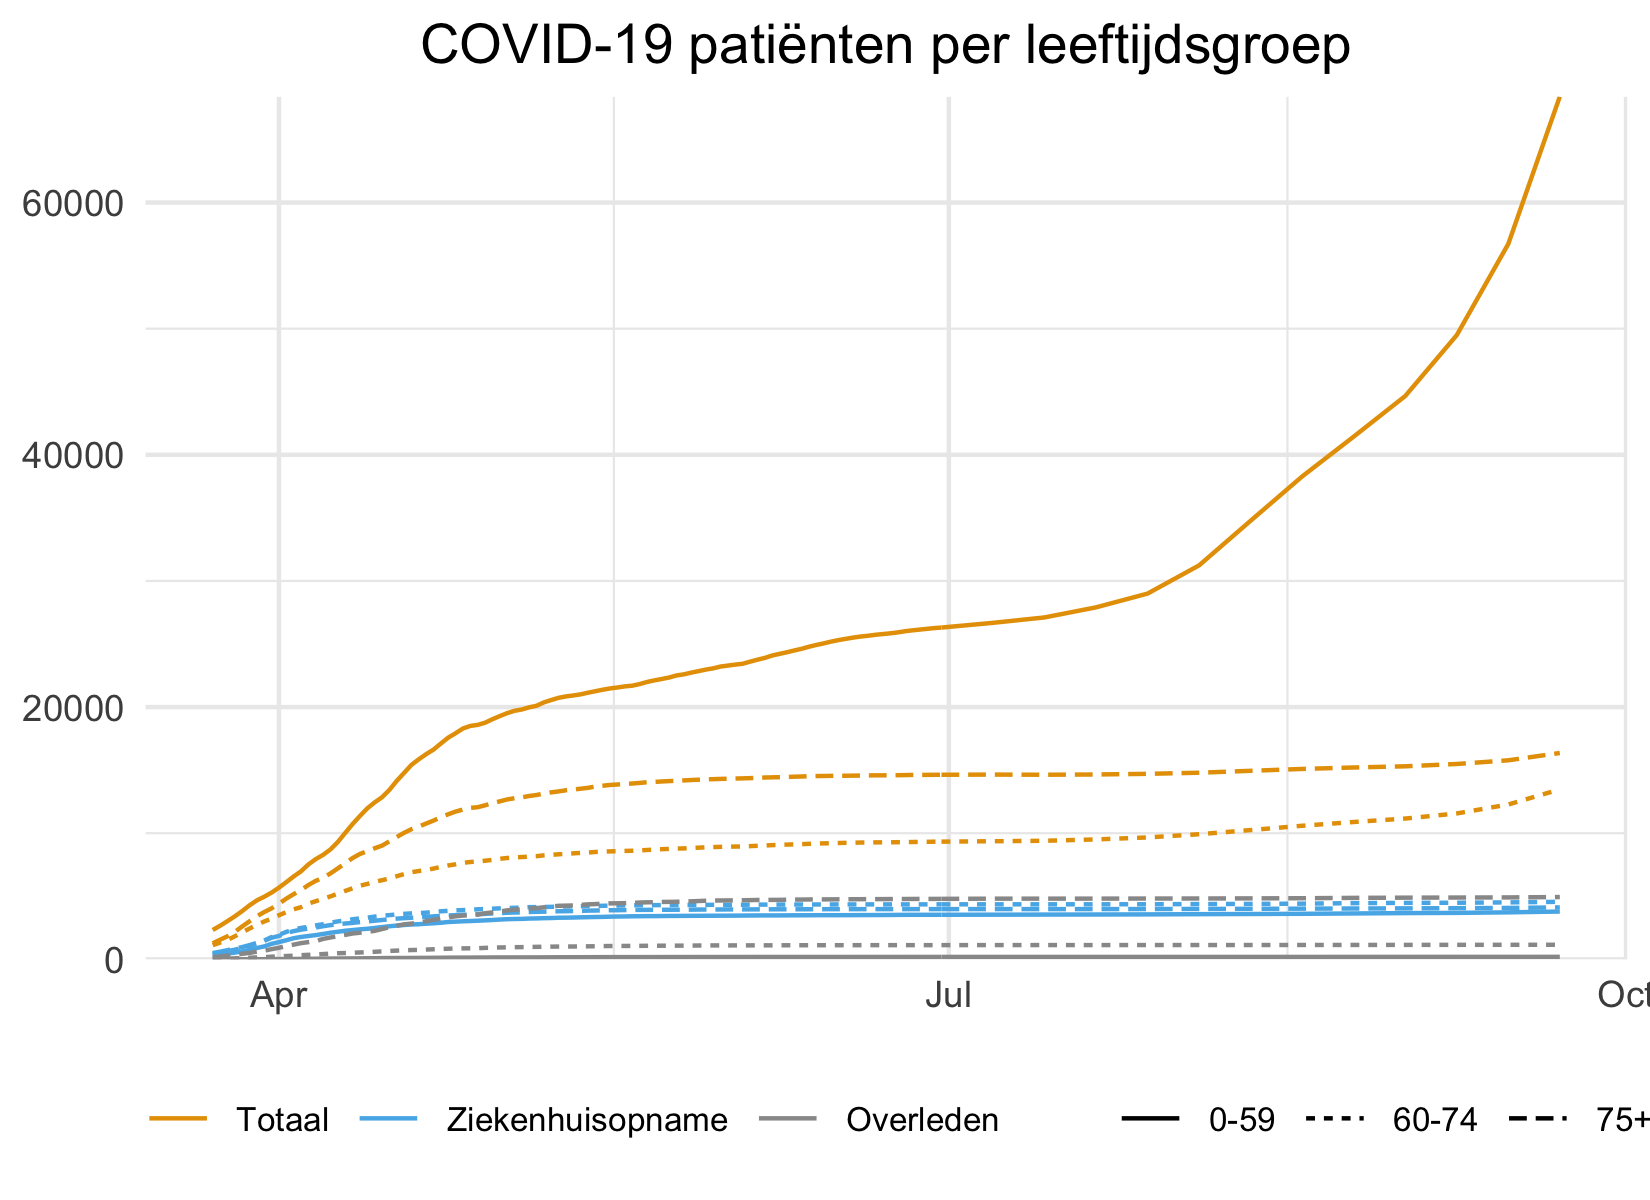 COVID-19 patiënten per leeftijdsgroep
60000
40000
20000
0
Apr Jul Oct
Totaal Ziekenhuisopname Overleden 0-59 60-74 75+